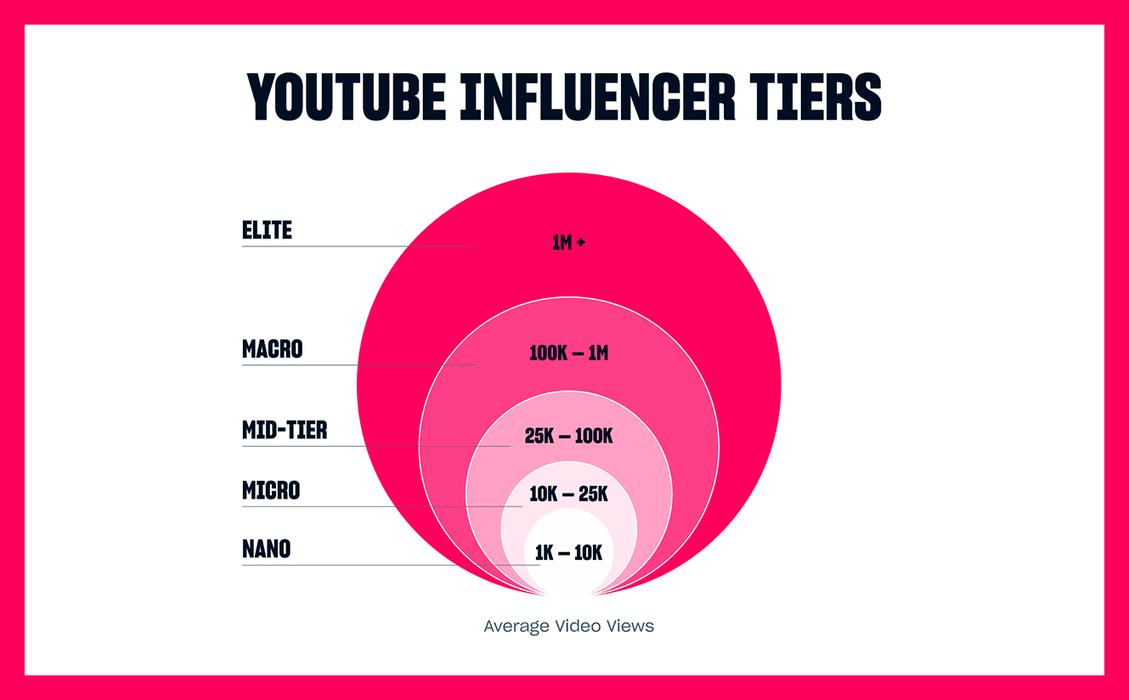 YOUTUBE INFLUENCER TIERS
ELITE
1M +
MACRO
100K – 1M
MID-TIER
25K – 100K
MICRO
10K – 25K
NANO
1K – 10K
Average Video Views